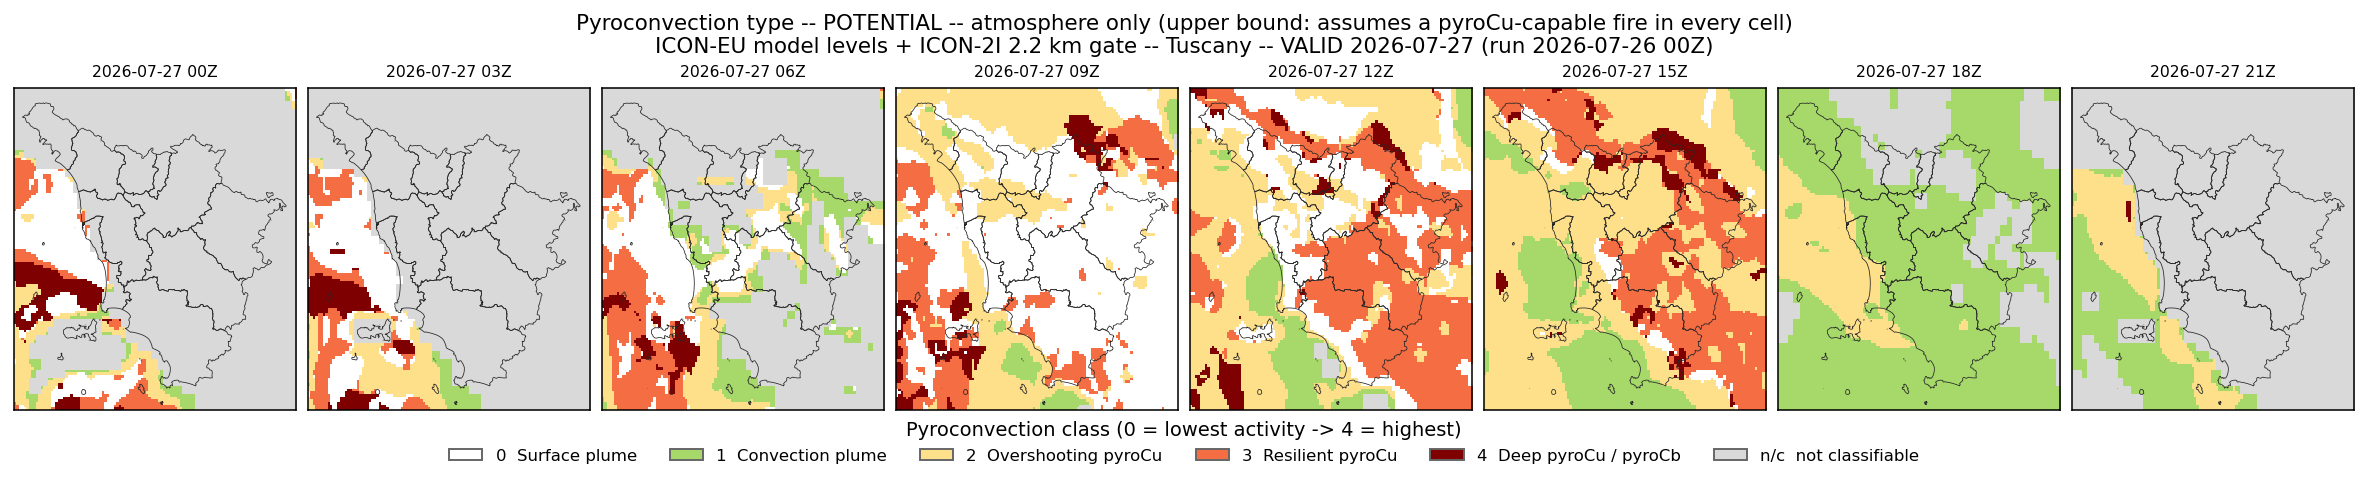 Pyroconvection type -- POTENTIAL -- atmosphere only (upper bound: assumes a pyroCu-capable fire in every cell)
ICON-EU model levels + ICON-2I 2.2 km gate -- Tuscany -- VALID 2026-07-27 (run 2026-07-26 00Z)
2026-07-27 00Z
2026-07-27 03Z
2026-07-27 06Z
2026-07-27 09Z
2026-07-27 12Z
2026-07-27 15Z
2026-07-27 18Z
2026-07-27 21Z
Pyroconvection class (0 = lowest activity -> 4 = highest)
0 Surface plume
1 Convection plume
2 Overshooting pyroCu
3 Resilient pyroCu
4 Deep pyroCu / pyroCb
n/c not classifiable